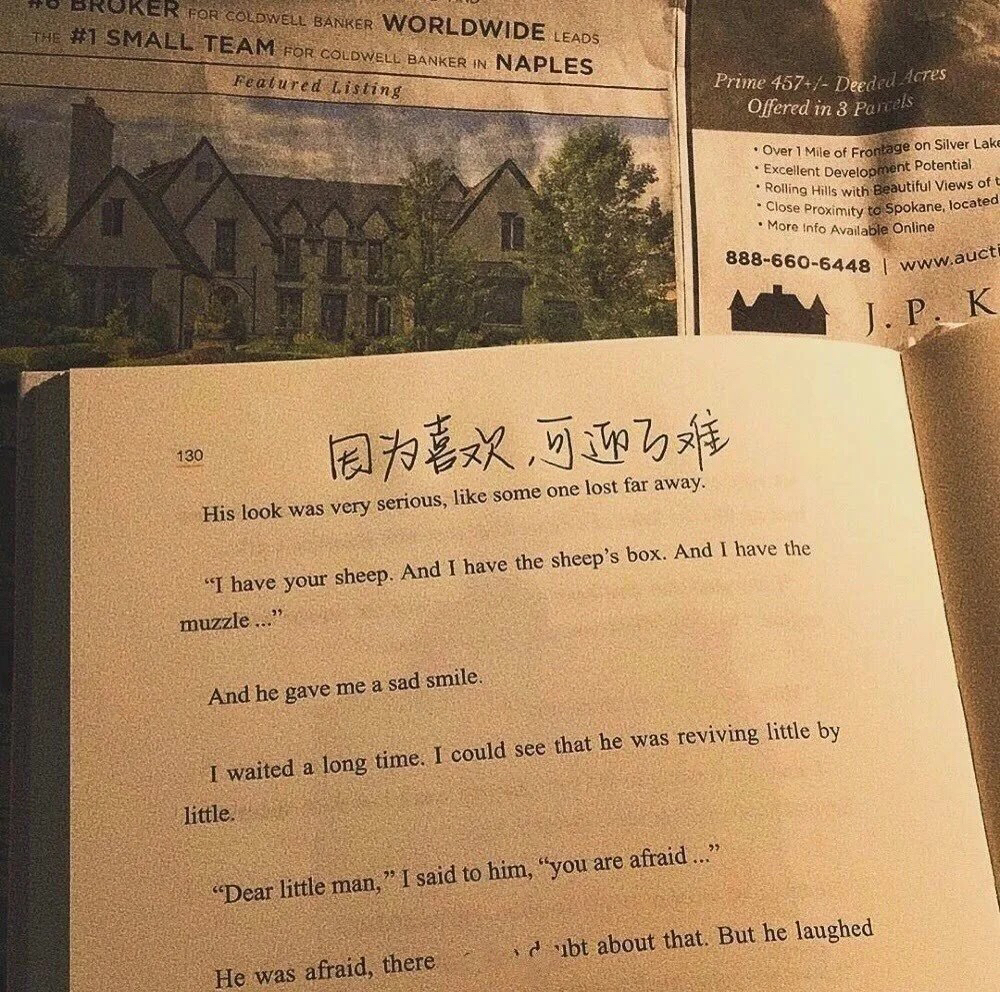 #6 BROKER FOR COLDWELL BANKER WORLDWIDE LEADS
THE #1 SMALL TEAM FOR COLDWELL BANKER IN NAPLES
Featured Listing
Prime 457+/- Deeded Acres
Offered in 3 Parcels
• Over 1 Mile of Frontage on Silver Lake
• Excellent Development Potential
• Rolling Hills with Beautiful Views of
• Close Proximity to Spokane, located
• More Info Available Online
888-660-6448 | www.aucti
J. P. K
130
因为喜欢,可迎万难
His look was very serious, like some one lost far away.
“I have your sheep. And I have the sheep’s box. And I have the
muzzle ...”
And he gave me a sad smile.
I waited a long time. I could see that he was reviving little by
little.
“Dear little man,” I said to him, “you are afraid ...”
He was afraid, there ubt about that. But he laughed